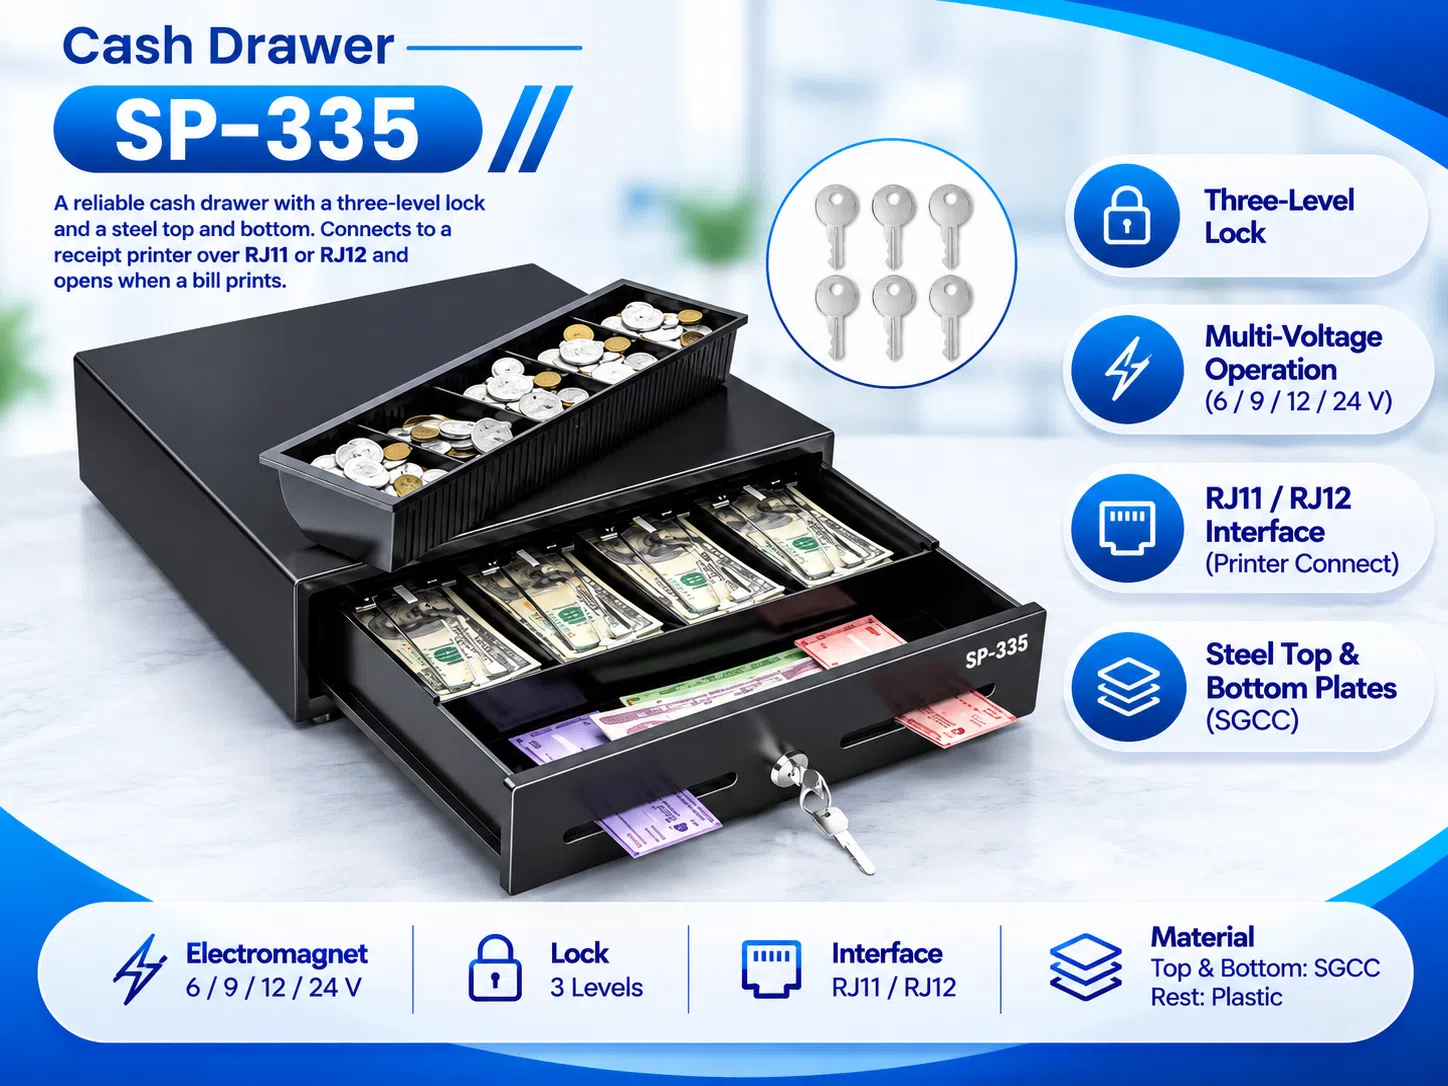 Cash Drawer
SP-335
A reliable cash drawer with a three-level lock
and a steel top and bottom. Connects to a
receipt printer over RJ11 or RJ12 and
opens when a bill prints.
Three-Level
Lock
Multi-Voltage
Operation
(6 / 9 / 12 / 24 V)
RJ11 / RJ12
Interface
(Printer Connect)
SP-335
Steel Top &
Bottom Plates
(SGCC)
Electromagnet
6 / 9 / 12 / 24 V
Lock
3 Levels
Interface
RJ11 / RJ12
Material
Top & Bottom: SGCC
Rest: Plastic